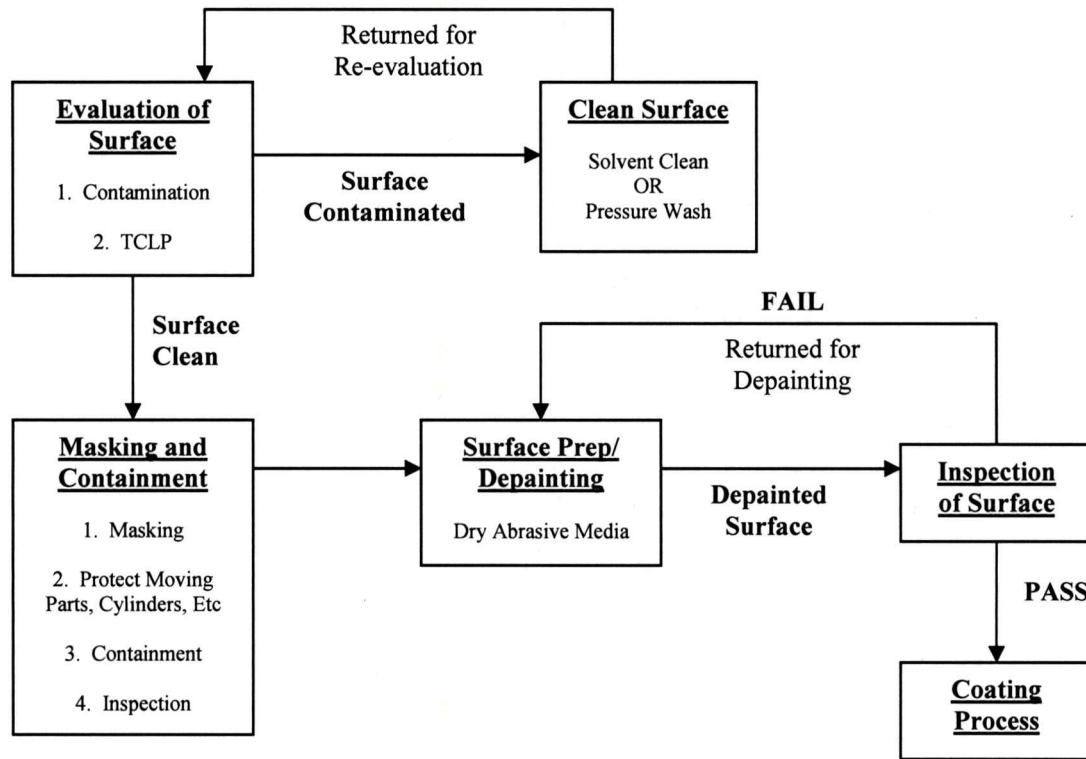 Returned for
Re-evaluation
Evaluation of
Surface
1. Contamination
2. TCLP
Surface
Contaminated
Clean Surface
Solvent Clean
OR
Pressure Wash
Surface
Clean
FAIL
Returned for
Depainting
Masking and
Containment
1. Masking
2. Protect Moving
Parts, Cylinders, Etc
3. Containment
4. Inspection
Surface Prep/
Depainting
Dry Abrasive Media
Depainted
Surface
Inspection
of Surface
PASS
Coating
Process